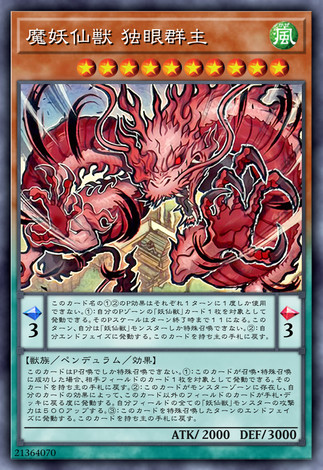 魔妖仙獣 独眼群主
風
このカード名の①②のP効果はそれぞれ１ターンに１度しか使用
できない。①：自分のPゾーンの「妖仙獣」カード１枚を対象として
発動できる。そのPスケールはターン終了時まで１１になる。この
ターン、自分は「妖仙獣」モンスターしか特殊召喚できない。②：自
分エンドフェイズに発動できる。このカードを持ち主の手札に戻す。
3
3
【獣族／ペンデュラム／効果】
このカードはP召喚でしか特殊召喚できない。①：このカードが召喚・特殊召喚
に成功した場合、相手フィールドのカード１枚を対象として発動できる。そのカ
ードを持ち主の手札に戻す。②：このカードがモンスターゾーンに存在し、自
分のカードの効果によって、このカード以外のフィールドのカードが手札・デッ
キに戻る度に発動する。自分フィールドの全ての「妖仙獣」モンスターの攻撃
力は５００アップする。③：このカードを特殊召喚したターンのエンドフェイ
ズに発動する。このカードを持ち主の手札に戻す。
ATK/ 2000 DEF/3000
21364070